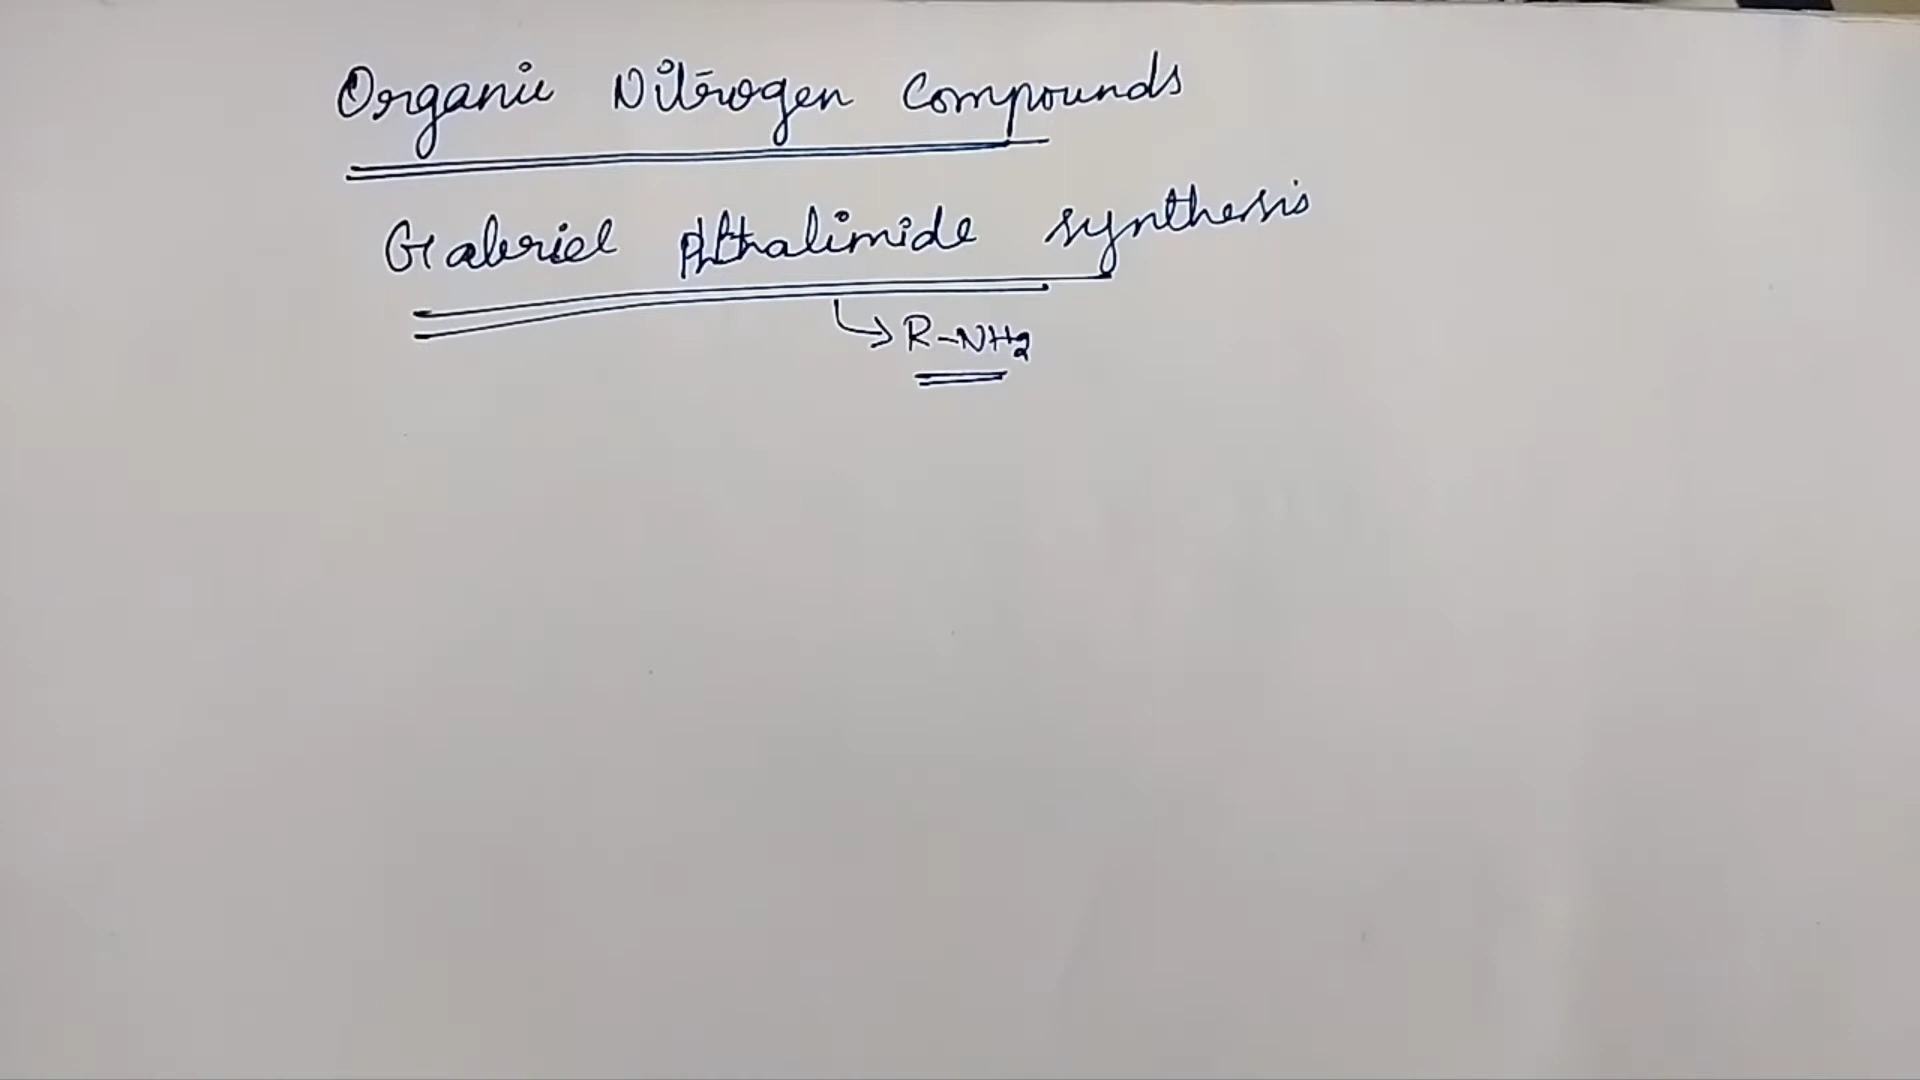 Organic Nitrogen Compounds
Gabriel phthalimide synthesis
↳ R-NH₂